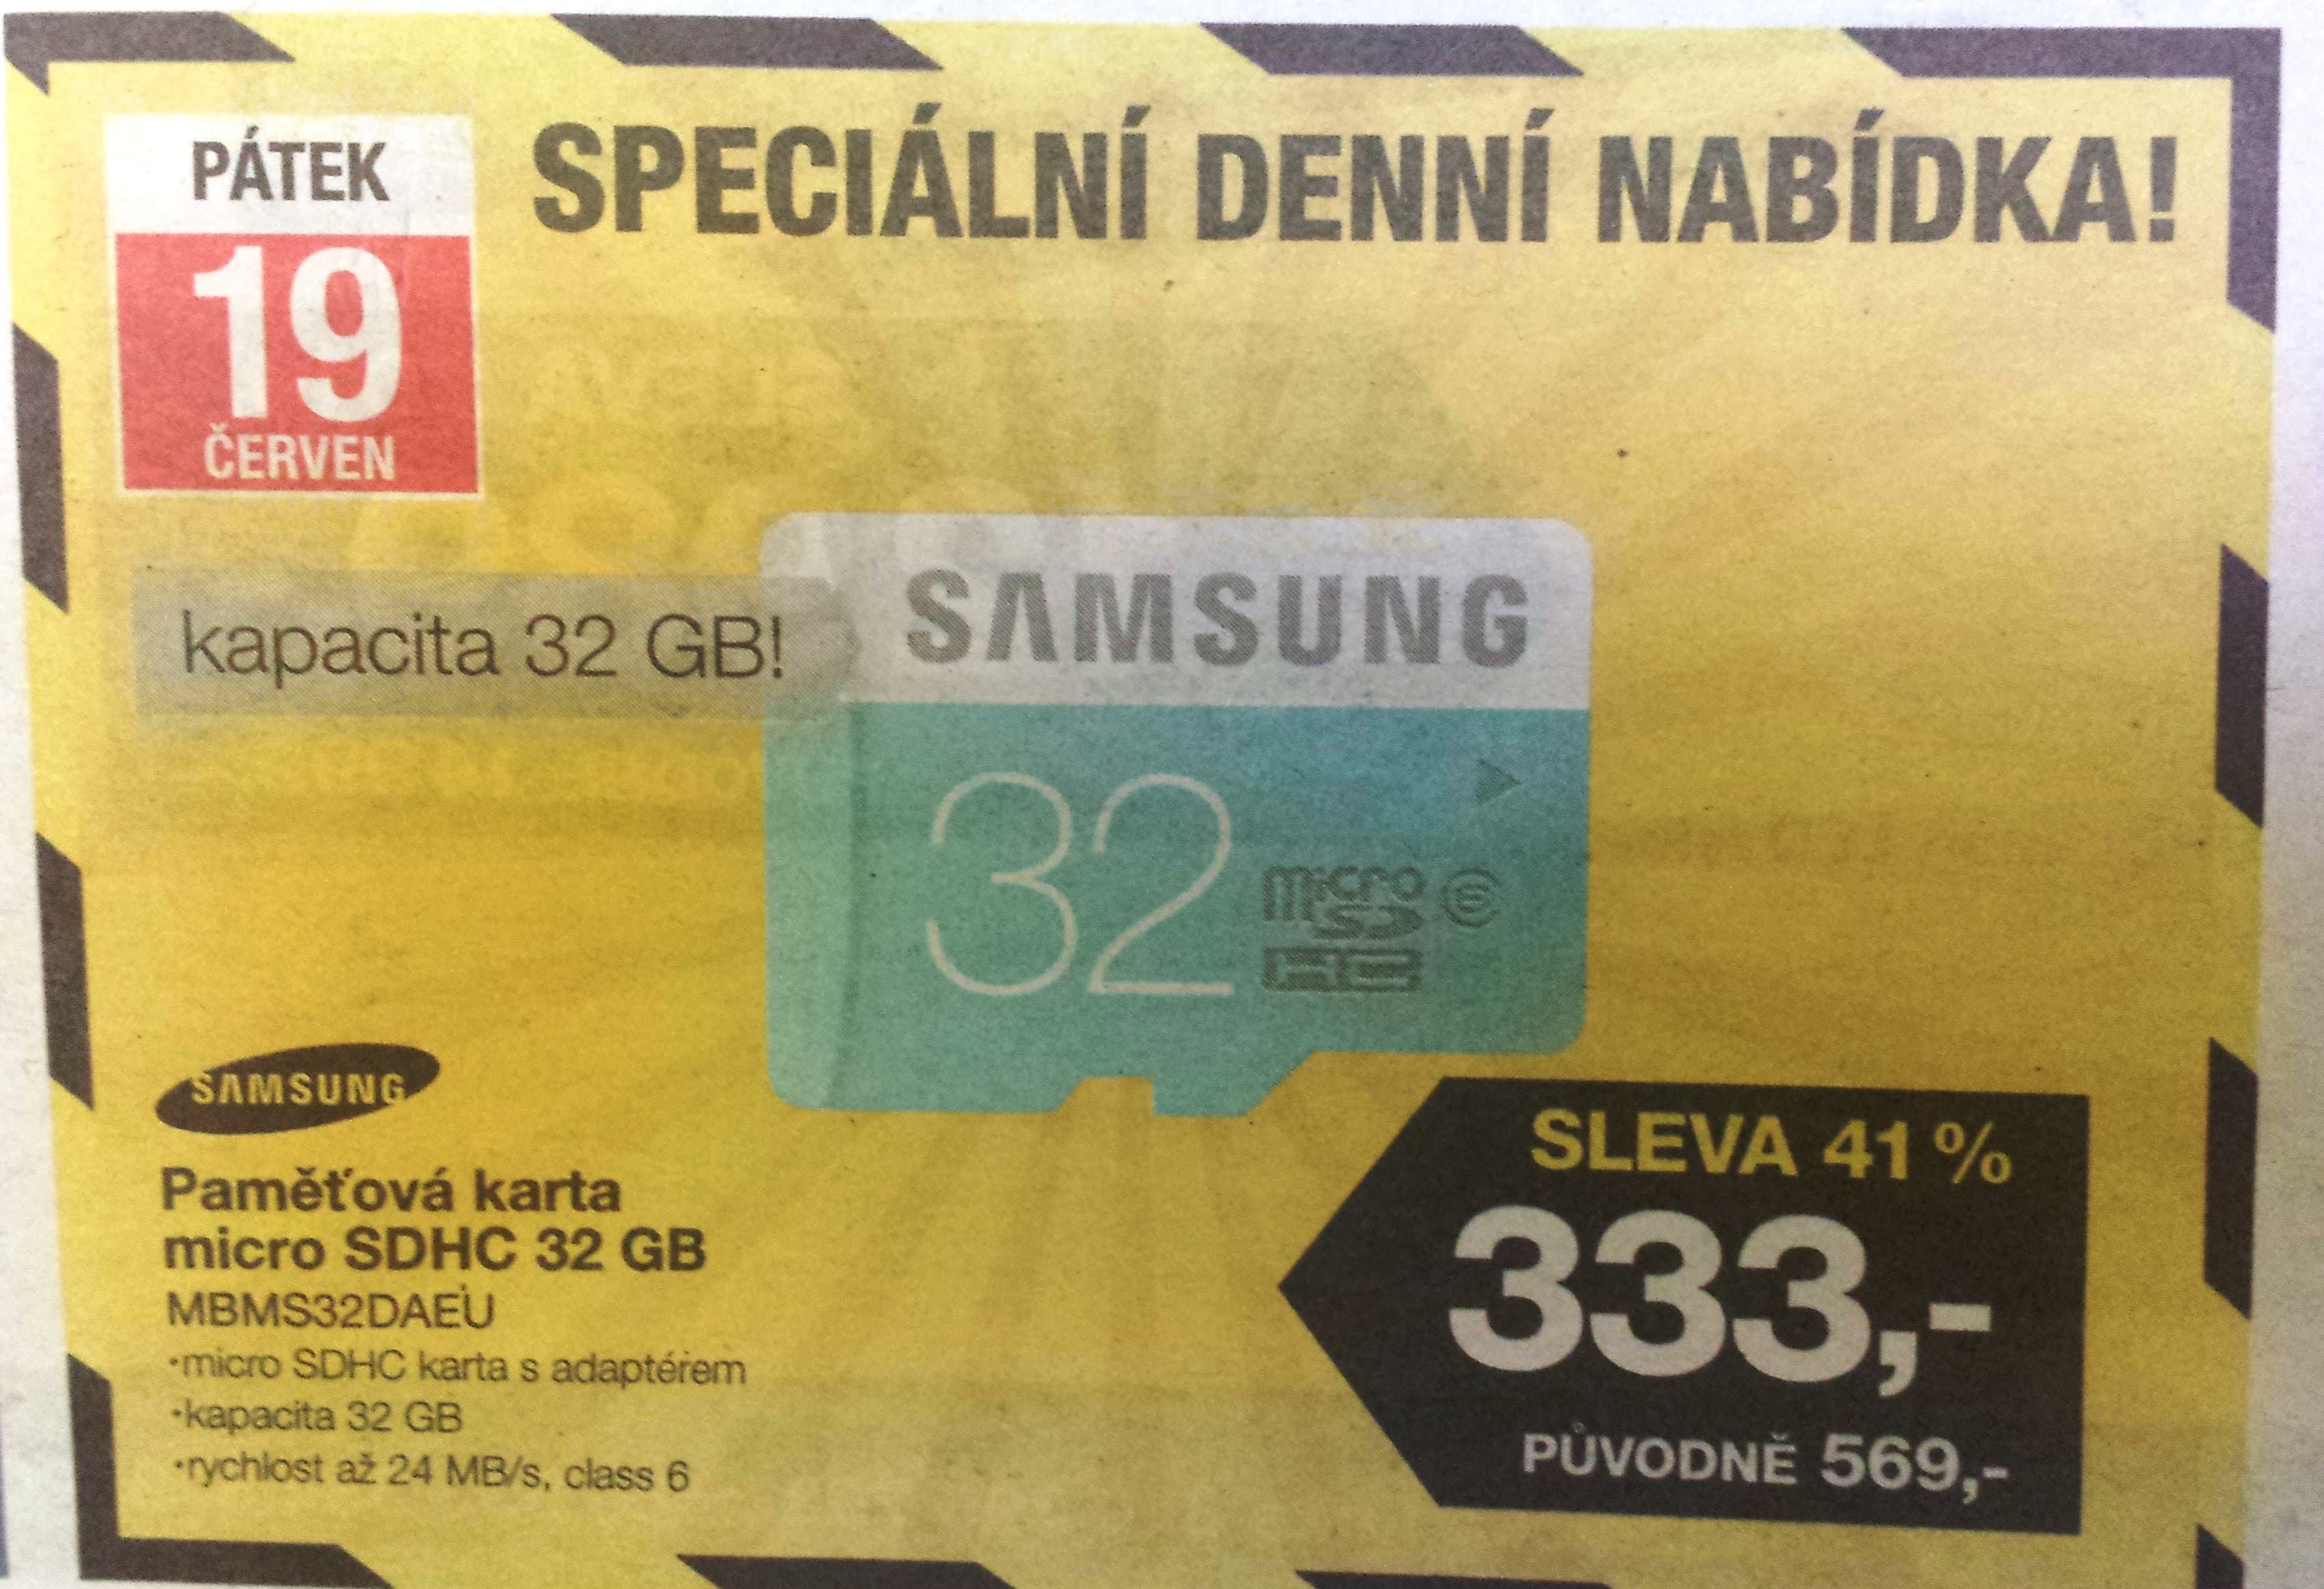 PÁTEK
19
ČERVEN
SPECIÁLNÍ DENNÍ NABÍDKA!
kapacita 32 GB!
SAMSUNG
32
micro
SD
HC
6
SAMSUNG
Paměťová karta
micro SDHC 32 GB
MBMS32DAEU
•micro SDHC karta s adaptérem
•kapacita 32 GB
•rychlost až 24 MB/s, class 6
SLEVA 41 %
333,-
PŮVODNĚ 569,-